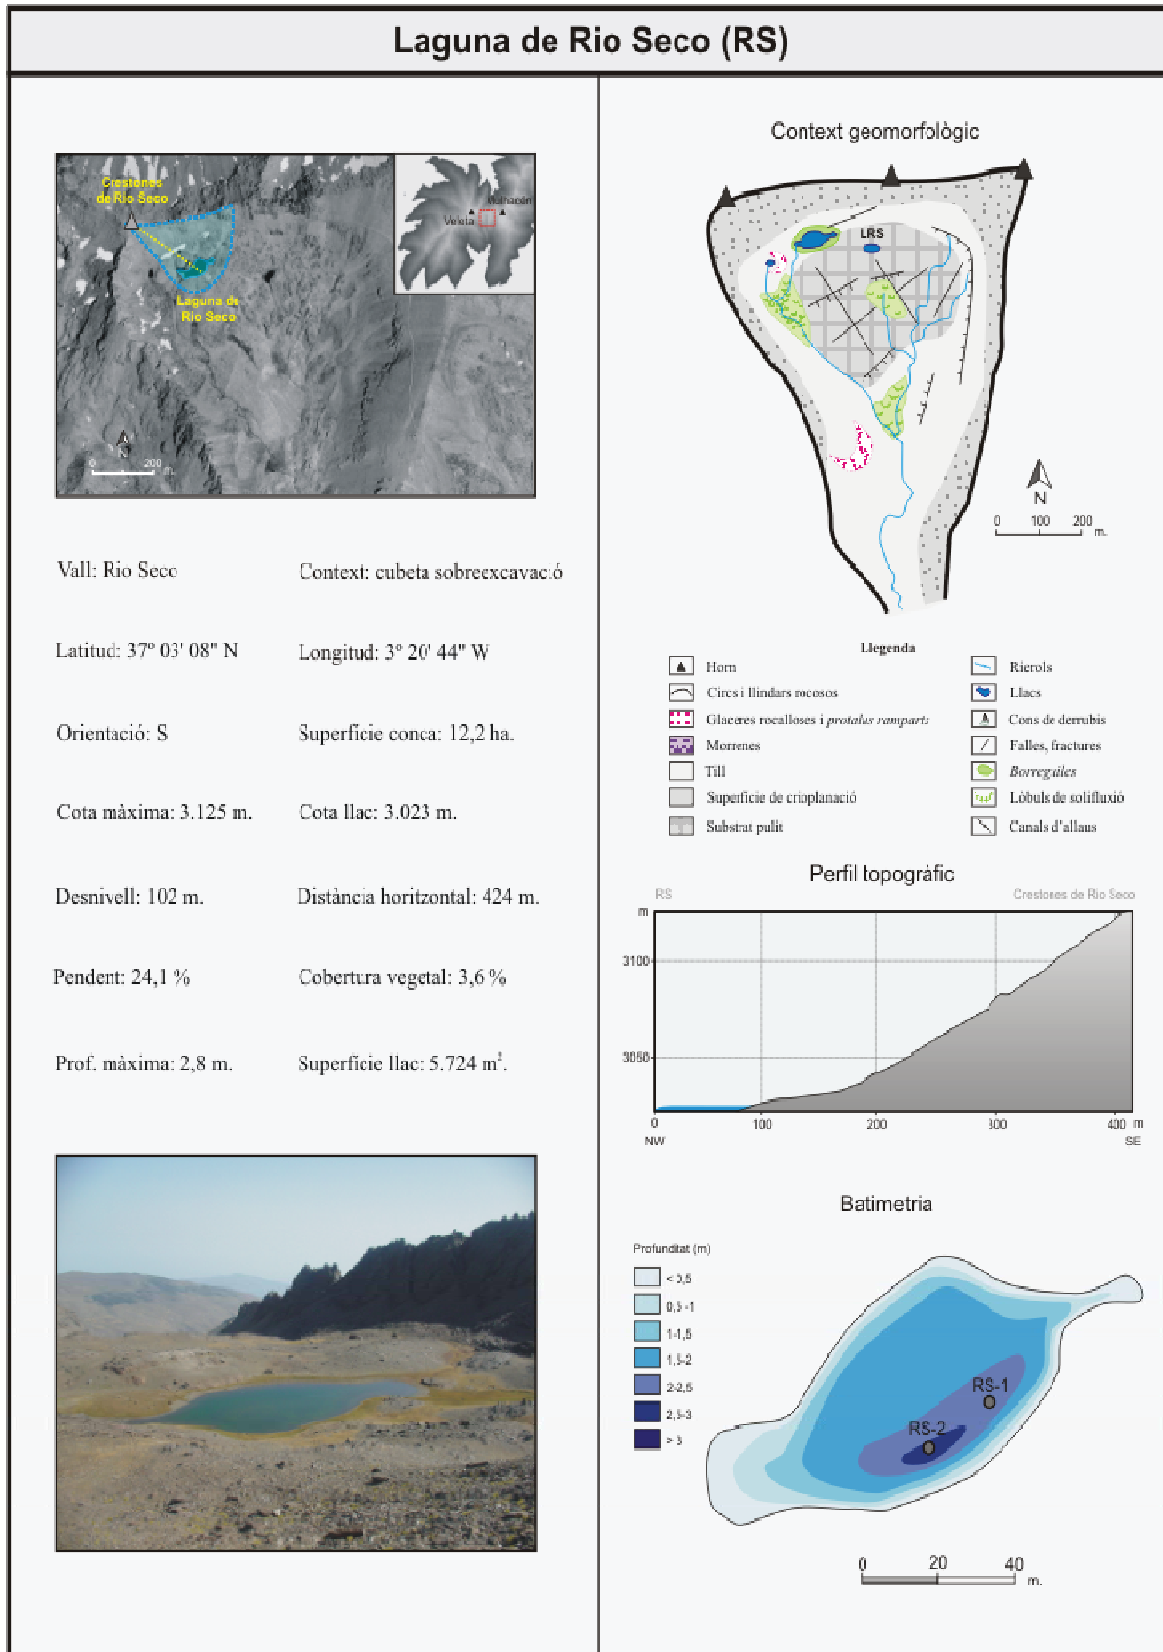 Laguna de Rio Seco (RS)
Crestones
de Rio Seco
Laguna de
Rio Seco
Veleta
Mulhacén
N
0 200
m.
Vall: Rio Seco
Context: cubeta sobreexcavació
Latitud: 37º 03' 08" N
Longitud: 3º 20' 44" W
Orientació: S
Superfície conca: 12,2 ha.
Cota màxima: 3.125 m.
Cota llac: 3.023 m.
Desnivell: 102 m.
Distància horitzontal: 424 m.
Pendent: 24,1 %
Cobertura vegetal: 3,6 %
Prof. màxima: 2,8 m.
Superfície llac: 5.724 m².
Context geomorfològic
LRS
N
0 100 200
m.
Llegenda
Horn
Circs i llindars rocosos
Glaceres rocalloses i protalus ramparts
Morrenes
Till
Superfície de crioplanació
Substrat pulit
Rierols
Llacs
Cons de derrubis
Falles, fractures
Borreguiles
Lòbuls de solifluxió
Canals d'allaus
Perfil topogràfic
RS
Crestones de Rio Seco
m
3100
3050
0 100 200 300 400 m
NW SE
Batimetria
Profunditat (m)
< 0,5
0,5-1
1-1,5
1,5-2
2-2,5
2,5-3
> 3
RS-1
RS-2
0 20 40
m.